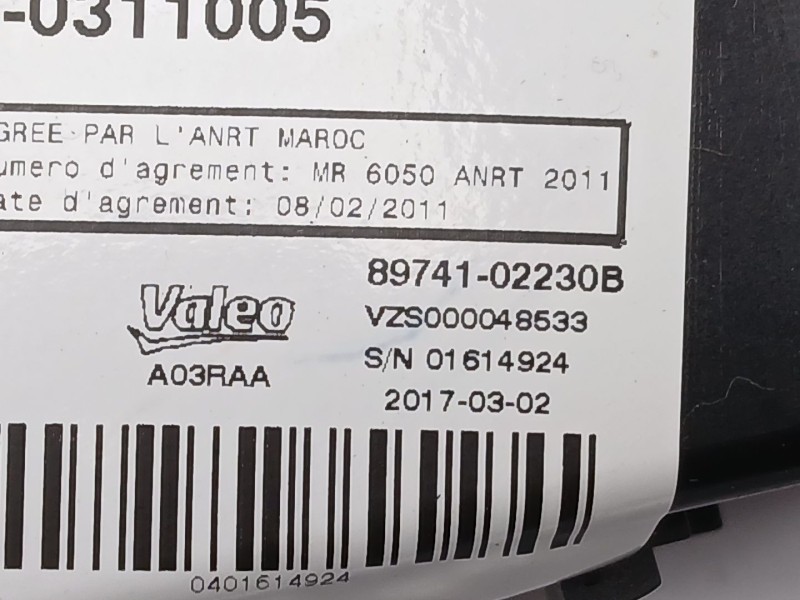 -0311005
GREE PAR L'ANRT MAROC
umero d'agrement: MR 6050 ANRT 2011
ate d'agrement: 08/02/2011
89741-02230B
Valeo
VZS000048533
S/N 01614924
A03RAA
2017-03-02
0401614924